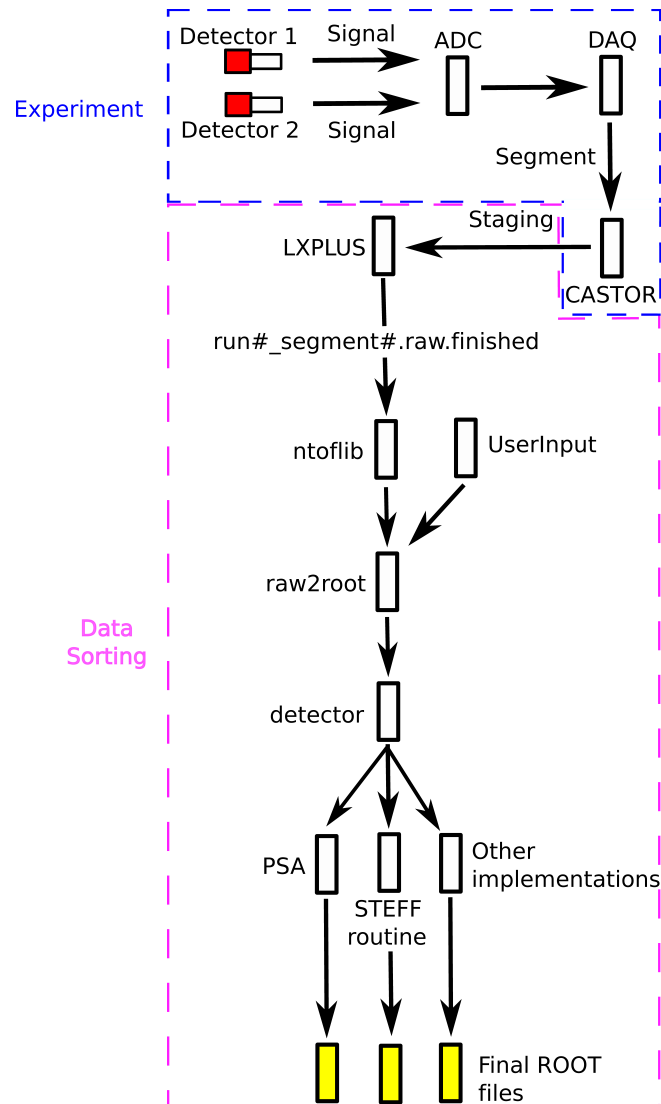 Detector 1
Signal
ADC
DAQ
Experiment
Detector 2
Signal
Segment
Staging
LXPLUS
CASTOR
run#_segment#.raw.finished
ntoflib
UserInput
raw2root
Data
Sorting
detector
PSA
Other
implementations
STEFF
routine
Final ROOT
files